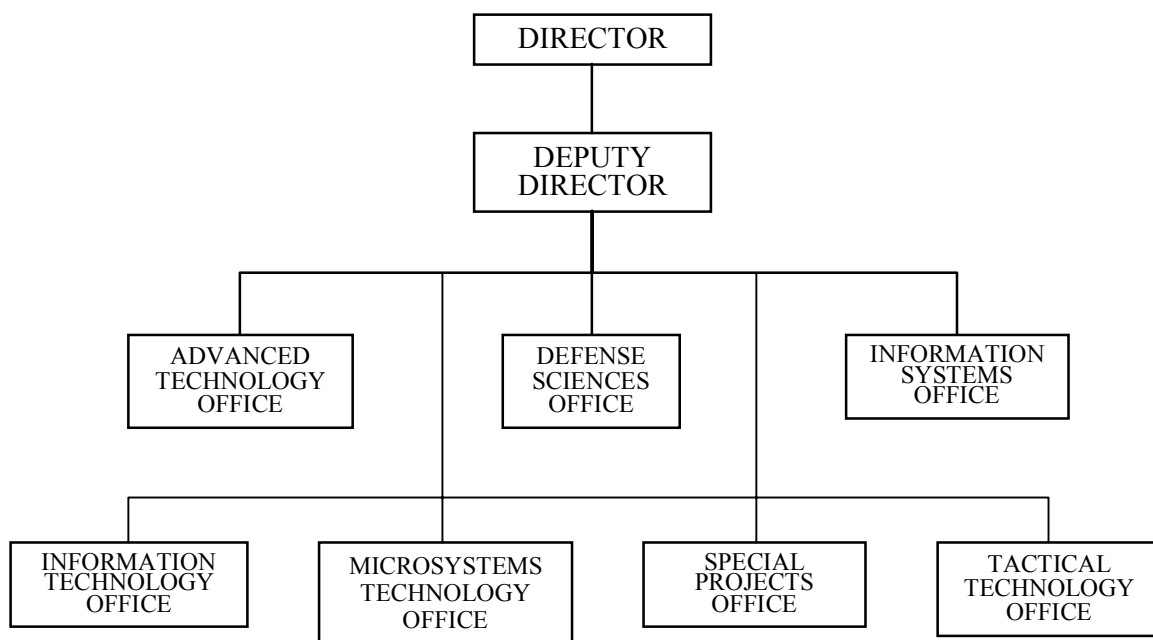 DIRECTOR
DEPUTY
DIRECTOR
ADVANCED
TECHNOLOGY
OFFICE
DEFENSE
SCIENCES
OFFICE
INFORMATION
SYSTEMS
OFFICE
INFORMATION
TECHNOLOGY
OFFICE
MICROSYSTEMS
TECHNOLOGY
OFFICE
SPECIAL
PROJECTS
OFFICE
TACTICAL
TECHNOLOGY
OFFICE